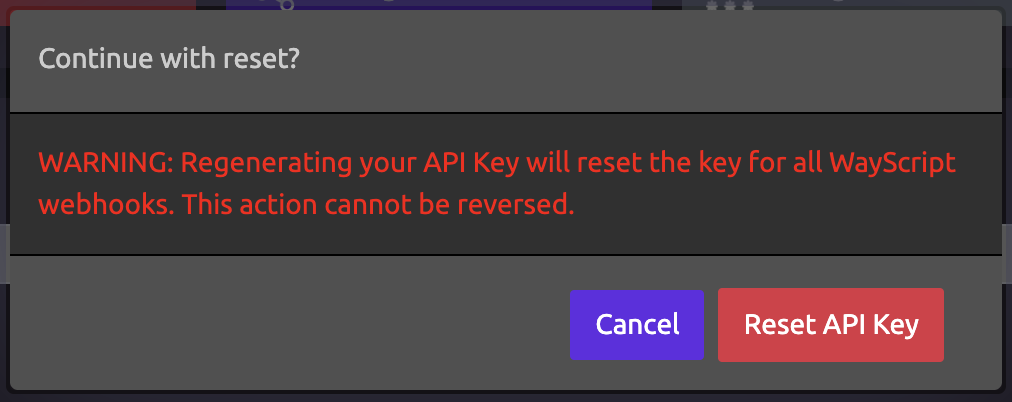 Continue with reset?
WARNING: Regenerating your API Key will reset the key for all WayScript
webhooks. This action cannot be reversed.
Cancel
Reset API Key